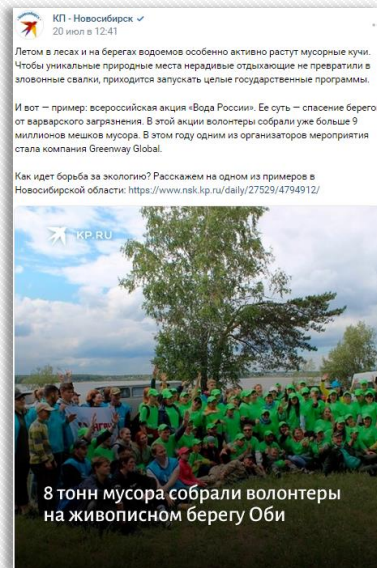 КП - Новосибирск
20 июл в 12:41
Летом в лесах и на берегах водоемов особенно активно растут мусорные кучи.
Чтобы уникальные природные места нерадивые отдыхающие не превратили в
зловонные свалки, приходится запускать целые государственные программы.
И вот — пример: всероссийская акция «Вода России». Ее суть — спасение берего
от варварского загрязнения. В этой акции волонтеры собрали уже больше 9
миллионов мешков мусора. В этом году одним из организаторов мероприятия
стала компания Greenway Global.
Как идет борьба за экологию? Расскажем на одном из примеров в
Новосибирской области: https://www.nsk.kp.ru/daily/27529/4794912/
KP.RU
8 тонн мусора собрали волонтеры
на живописном берегу Оби